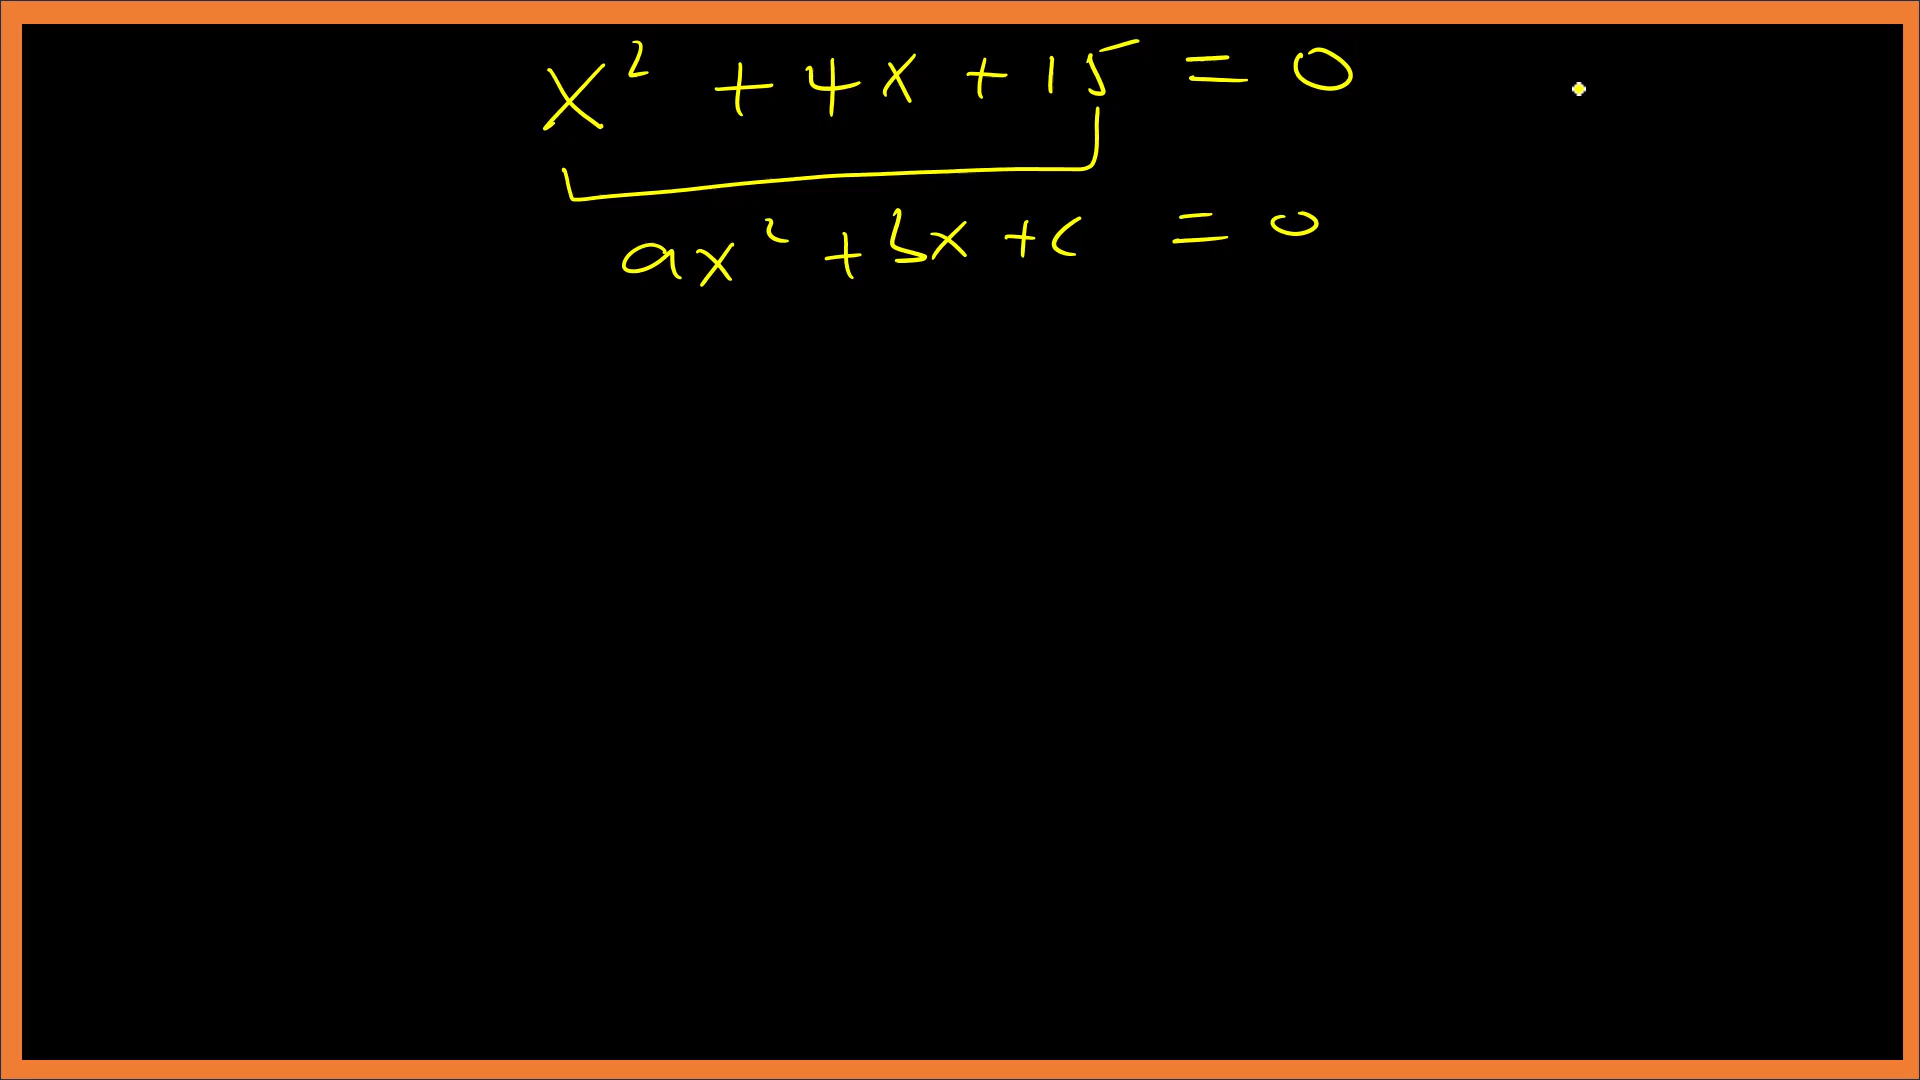 x² + 4x + 15 = 0
ax² + bx + c = 0